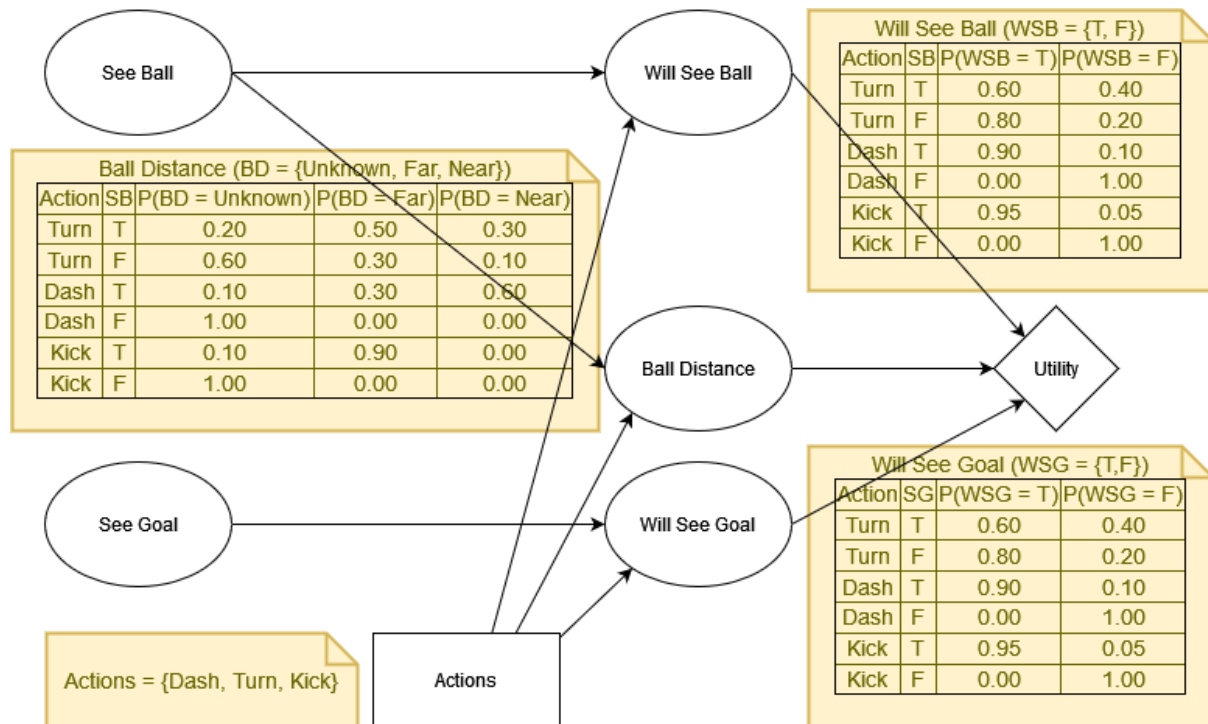 See Ball
Will See Ball
Will See Ball (WSB = {T, F})
Action SB P(WSB = T) P(WSB = F)
Turn T 0.60 0.40
Turn F 0.80 0.20
Dash T 0.90 0.10
Dash F 0.00 1.00
Kick T 0.95 0.05
Kick F 0.00 1.00
Ball Distance (BD = {Unknown, Far, Near})
Action SB P(BD = Unknown) P(BD = Far) P(BD = Near)
Turn T 0.20 0.50 0.30
Turn F 0.60 0.30 0.10
Dash T 0.10 0.30 0.60
Dash F 1.00 0.00 0.00
Kick T 0.10 0.90 0.00
Kick F 1.00 0.00 0.00
Ball Distance
Utility
See Goal
Will See Goal
Will See Goal (WSG = {T,F})
Action SG P(WSG = T) P(WSG = F)
Turn T 0.60 0.40
Turn F 0.80 0.20
Dash T 0.90 0.10
Dash F 0.00 1.00
Kick T 0.95 0.05
Kick F 0.00 1.00
Actions = {Dash, Turn, Kick}
Actions